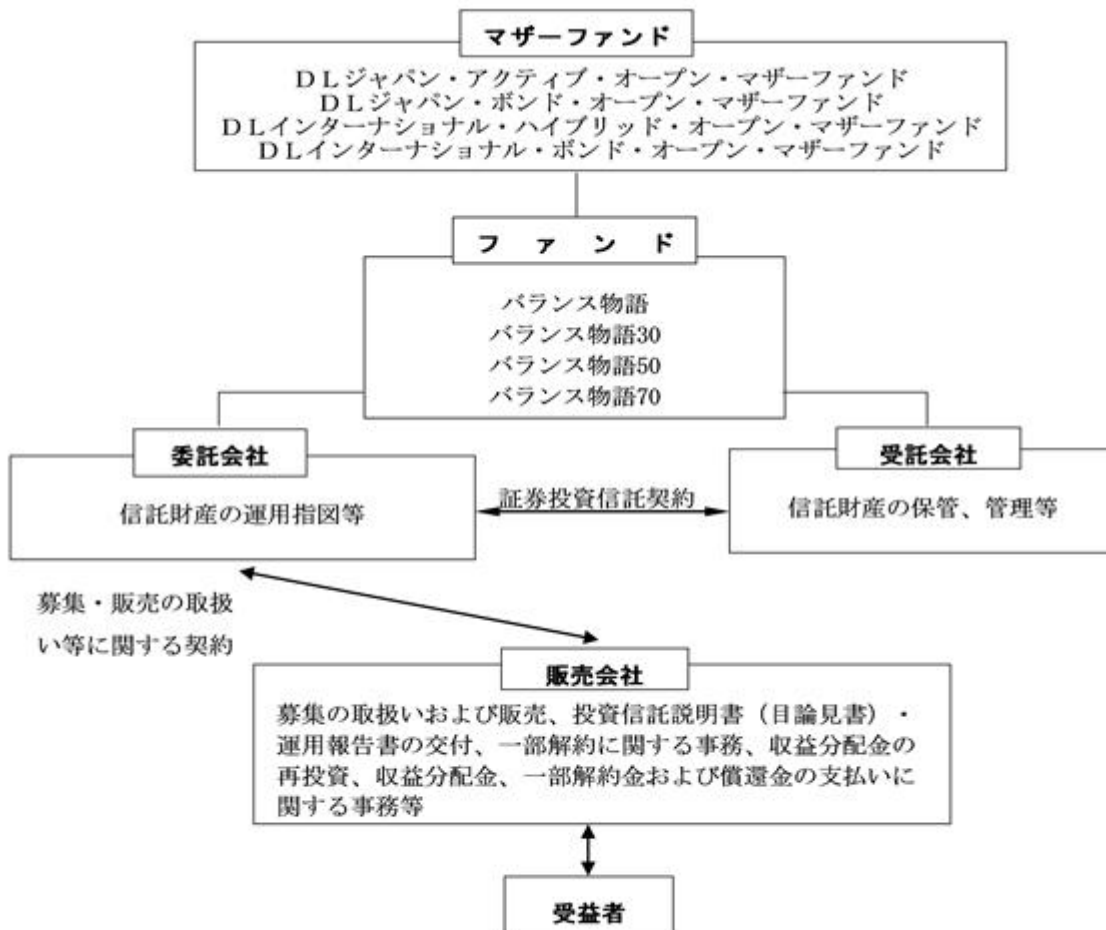 マザーファンド
ＤＬジャパン・アクティブ・オープン・マザーファンド
ＤＬジャパン・ボンド・オープン・マザーファンド
ＤＬインターナショナル・ハイブリッド・オープン・マザーファンド
ＤＬインターナショナル・ボンド・オープン・マザーファンド
ファンド
バランス物語
バランス物語30
バランス物語50
バランス物語70
委託会社
信託財産の運用指図等
証券投資信託契約
受託会社
信託財産の保管、管理等
募集・販売の取扱
い等に関する契約
販売会社
募集の取扱いおよび販売、投資信託説明書（目論見書）・
運用報告書の交付、一部解約に関する事務、収益分配金の
再投資、収益分配金、一部解約金および償還金の支払いに
関する事務等
受益者